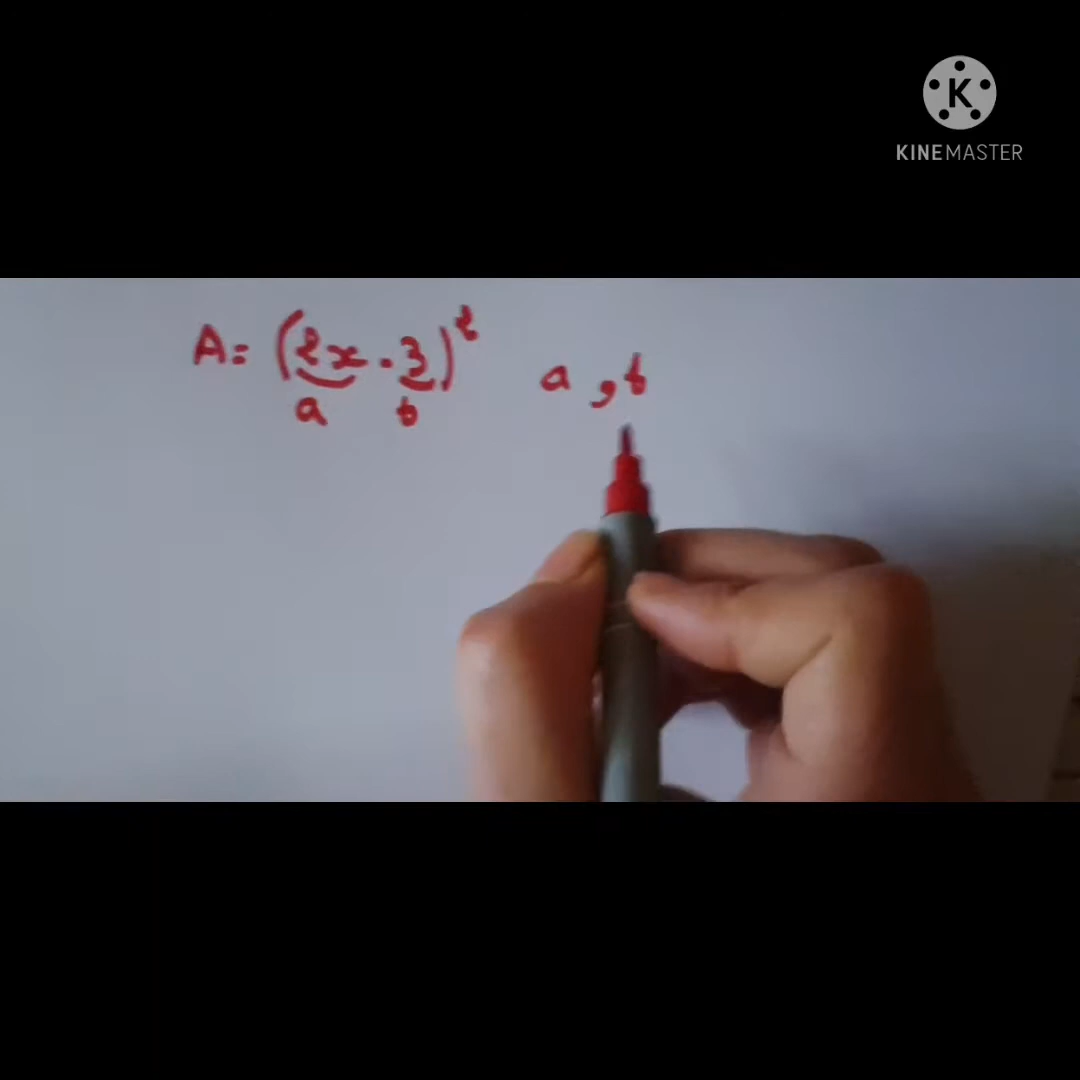 KINEMASTER
A= (2x - 3)²
a , b
a b